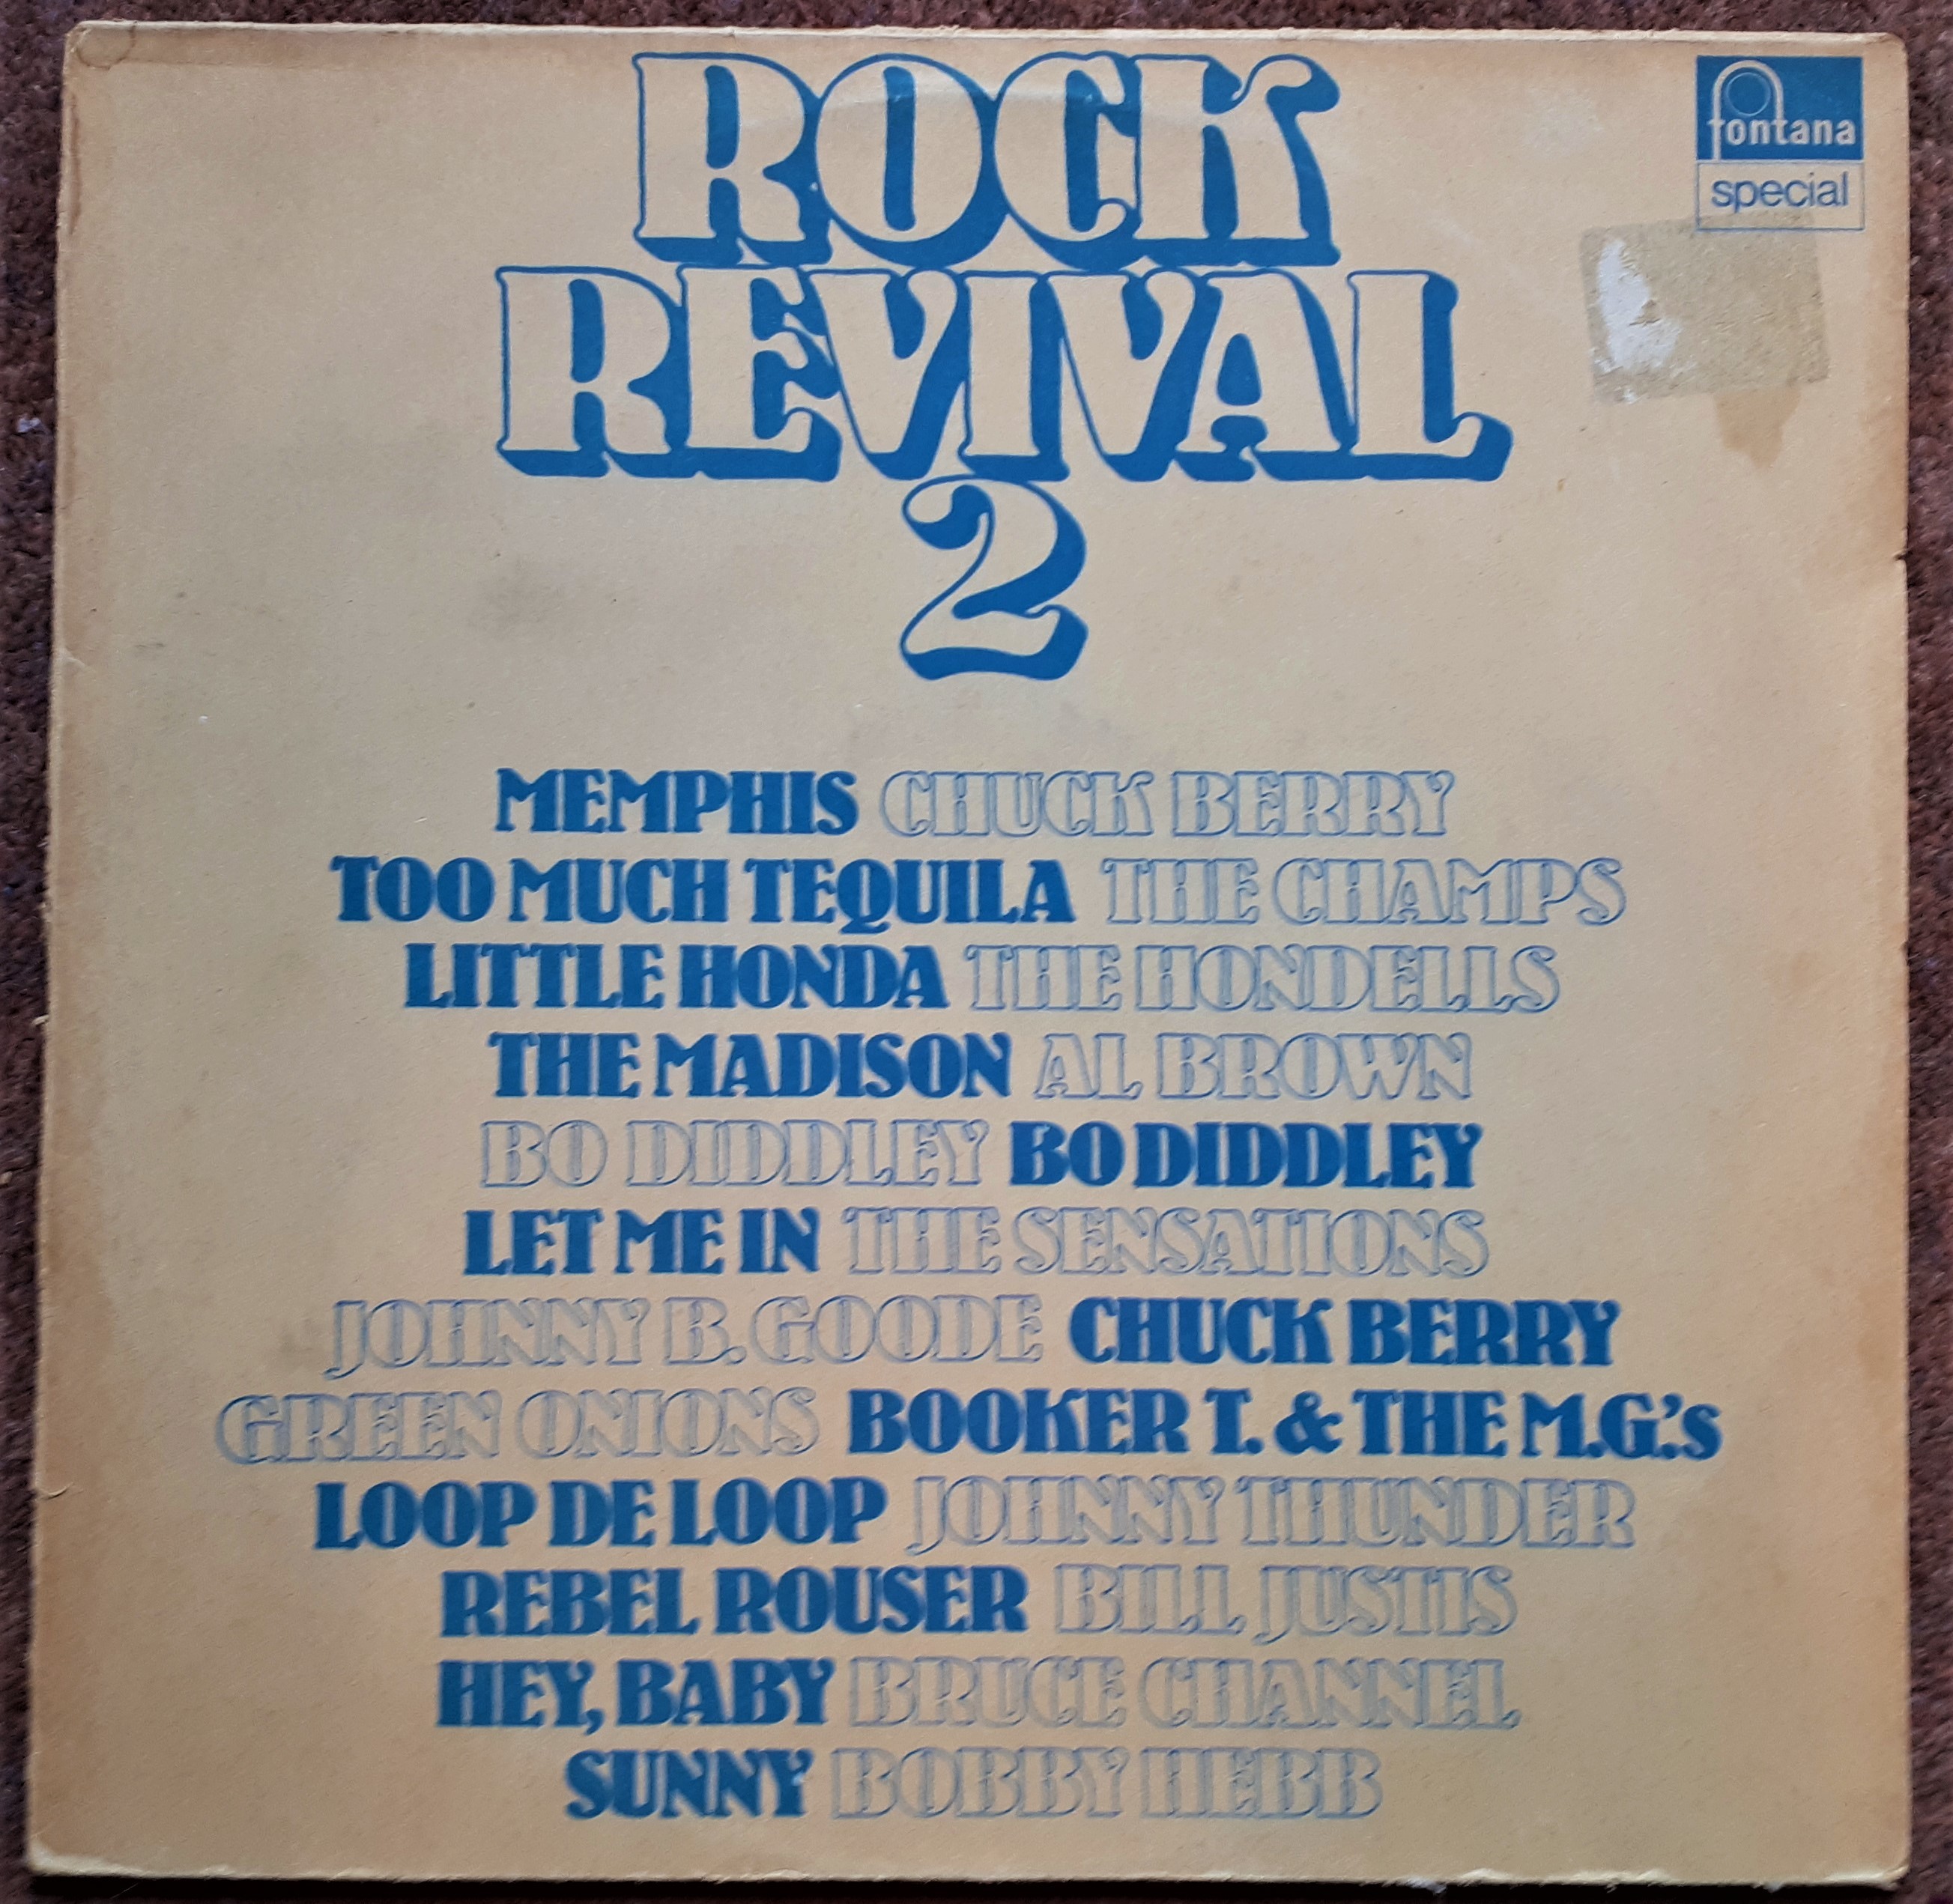 ROCK
REVIVAL
2
fontana
special
MEMPHIS CHUCK BERRY
TOO MUCH TEQUILA THE CHAMPS
LITTLE HONDA THE HONDELLS
THE MADISON AL BROWN
BO DIDDLEY BO DIDDLEY
LET ME IN THE SENSATIONS
JOHNNY B. GOODE CHUCK BERRY
GREEN ONIONS BOOKER T. & THE M.G.'s
LOOP DE LOOP JOHNNY THUNDER
REBEL ROUSER BILL JUSTIS
HEY, BABY BRUCE CHANNEL
SUNNY BOBBY HEBB